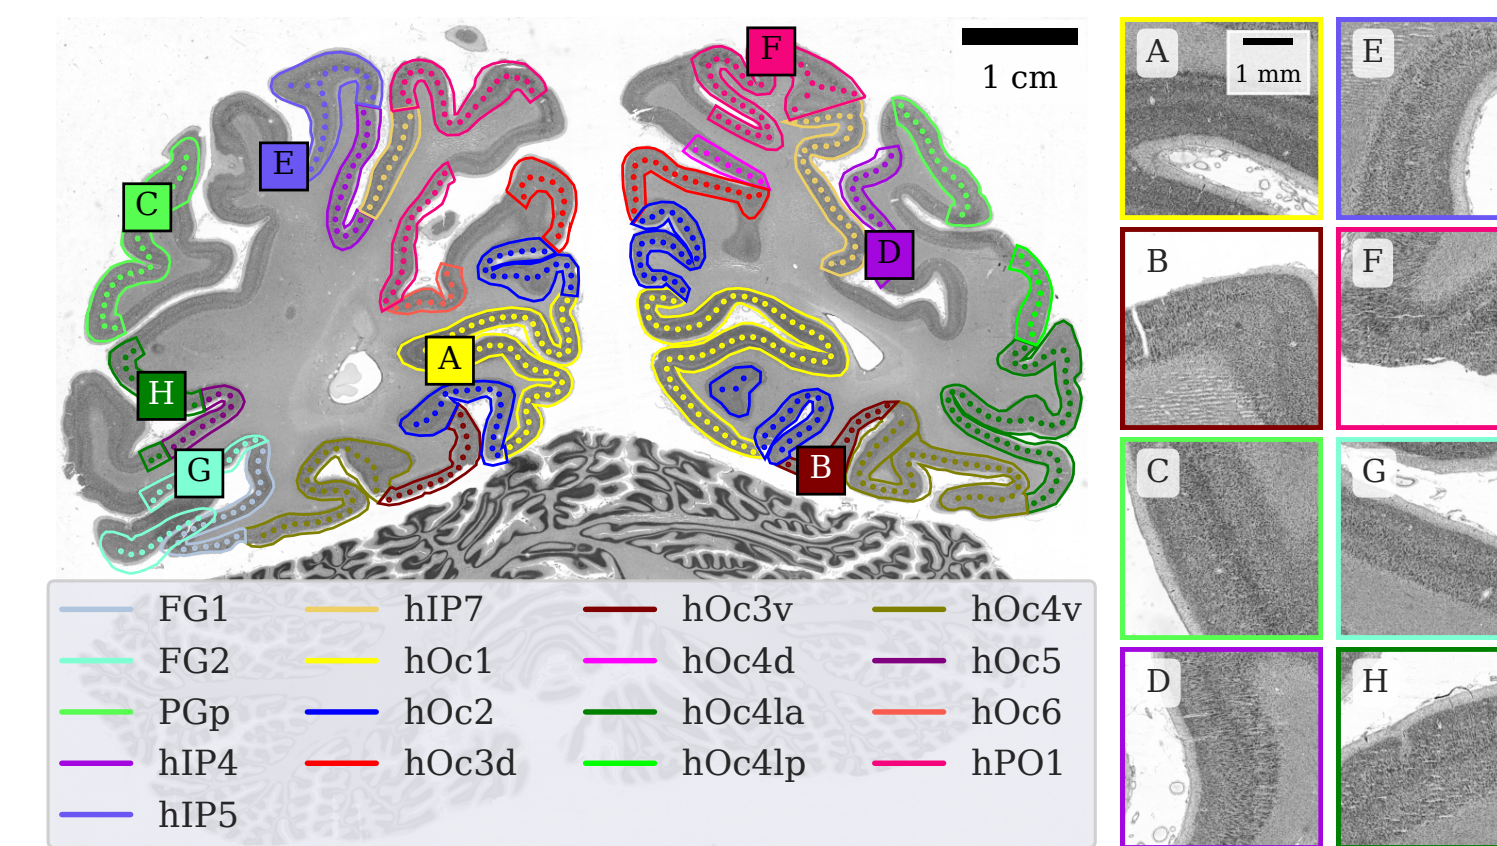 F
1 cm
E
C
D
A
H
G
B
FG1 hIP7 hOc3v hOc4v
FG2 hOc1 hOc4d hOc5
PGp hOc2 hOc4la hOc6
hIP4 hOc3d hOc4lp hPO1
hIP5
A 1 mm
E
B
F
C
G
D
H